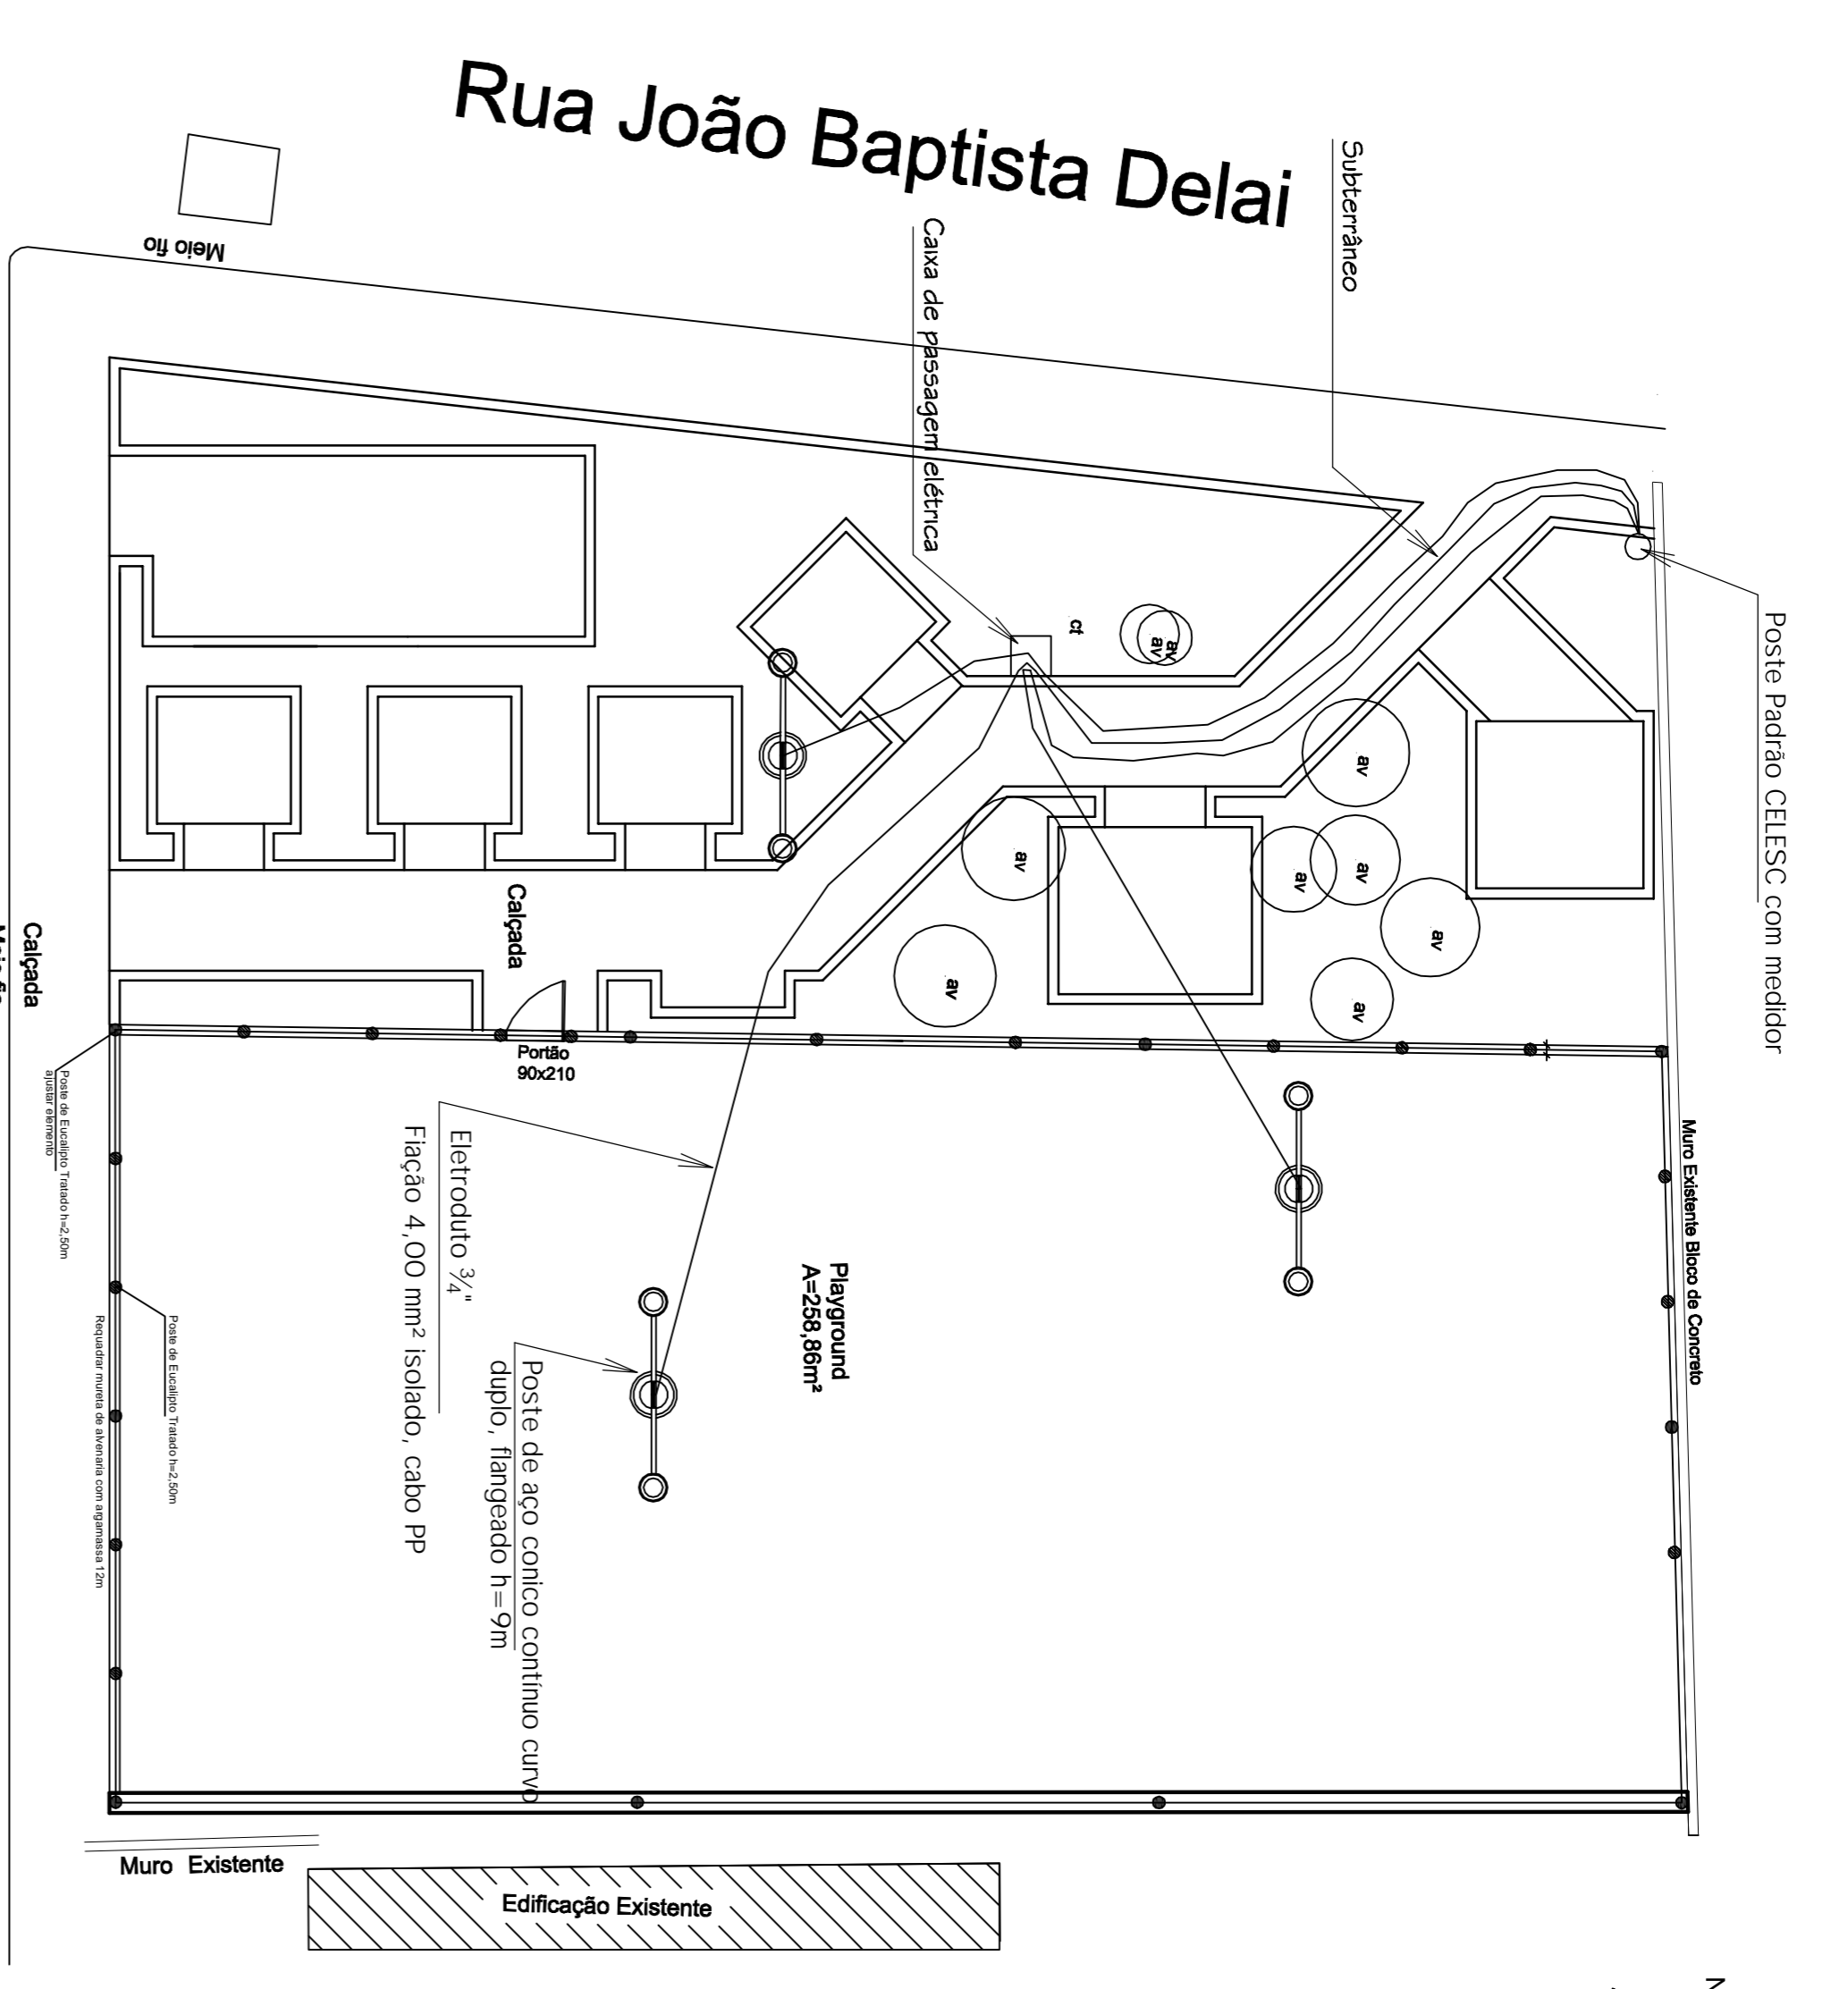 Rua João Baptista Delai
Subterrâneo
Meio fio
Caixa de passagem elétrica
ct
av
av
Poste Padrão CELESC com medidor
av
av
av
av
av
av
av
Calçada
Calçada
Portão
90x210
Poste de Eucalipto Tratado h=2,50m
ajustar elemento
Muro Existente Bloco de Concreto
Eletroduto ¾"
Fiação 4,00 mm² isolado, cabo PP
Playground
A=258,86m²
Poste de Eucalipto Tratado h=2,50m
Requadrar mureta de alvenaria com argamassa 12m
Poste de aço conico contínuo curvo
duplo, flangeado h=9m
Muro Existente
Edificação Existente